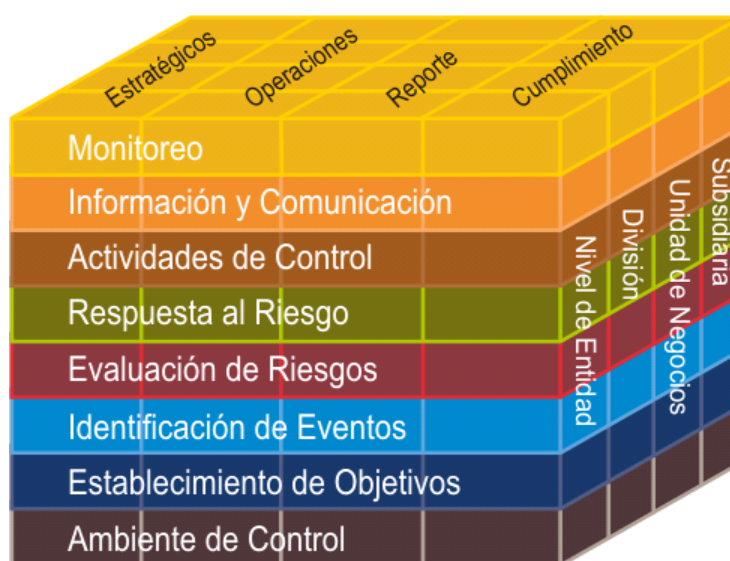 Estratégicos
Operaciones
Reporte
Cumplimiento
Monitoreo
Información y Comunicación
Actividades de Control
Respuesta al Riesgo
Evaluación de Riesgos
Identificación de Eventos
Establecimiento de Objetivos
Ambiente de Control
Nivel de Entidad
División
Unidad de Negocios
Subsidiaria